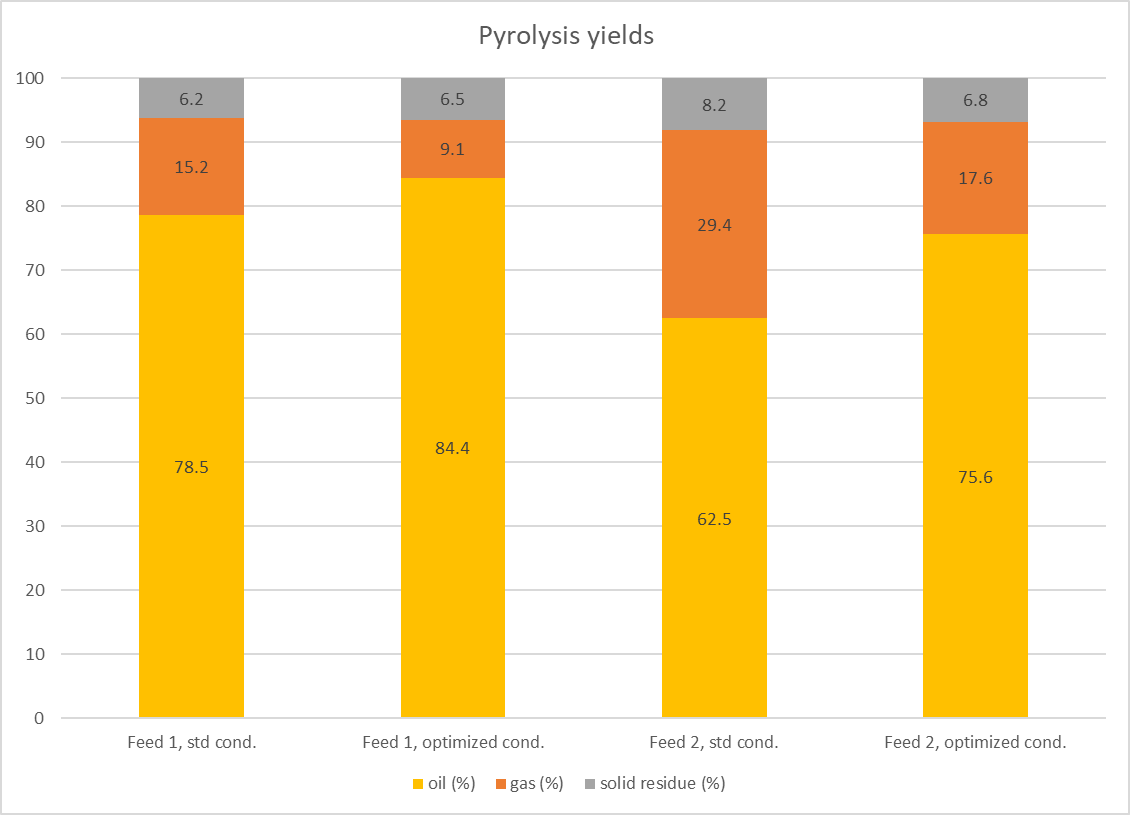 Pyrolysis yields
100
90
80
70
60
50
40
30
20
10
0
6.2
6.5
8.2
6.8
15.2
9.1
29.4
17.6
78.5
84.4
62.5
75.6
Feed 1, std cond.
Feed 1, optimized cond.
Feed 2, std cond.
Feed 2, optimized cond.
oil (%)
gas (%)
solid residue (%)